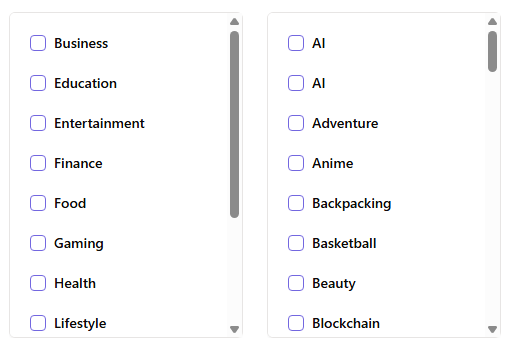 Business
Education
Entertainment
Finance
Food
Gaming
Health
Lifestyle
AI
AI
Adventure
Anime
Backpacking
Basketball
Beauty
Blockchain